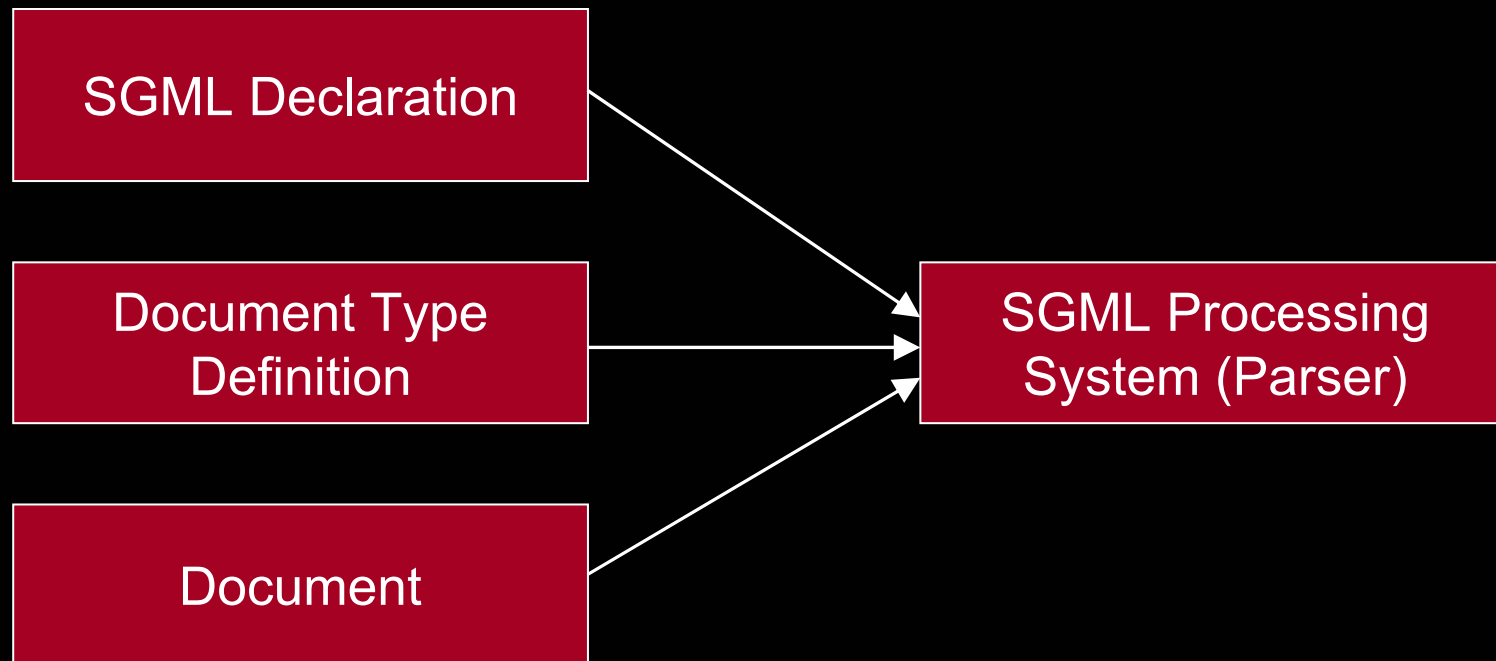 SGML Declaration
Document Type
Definition
SGML Processing
System (Parser)
Document